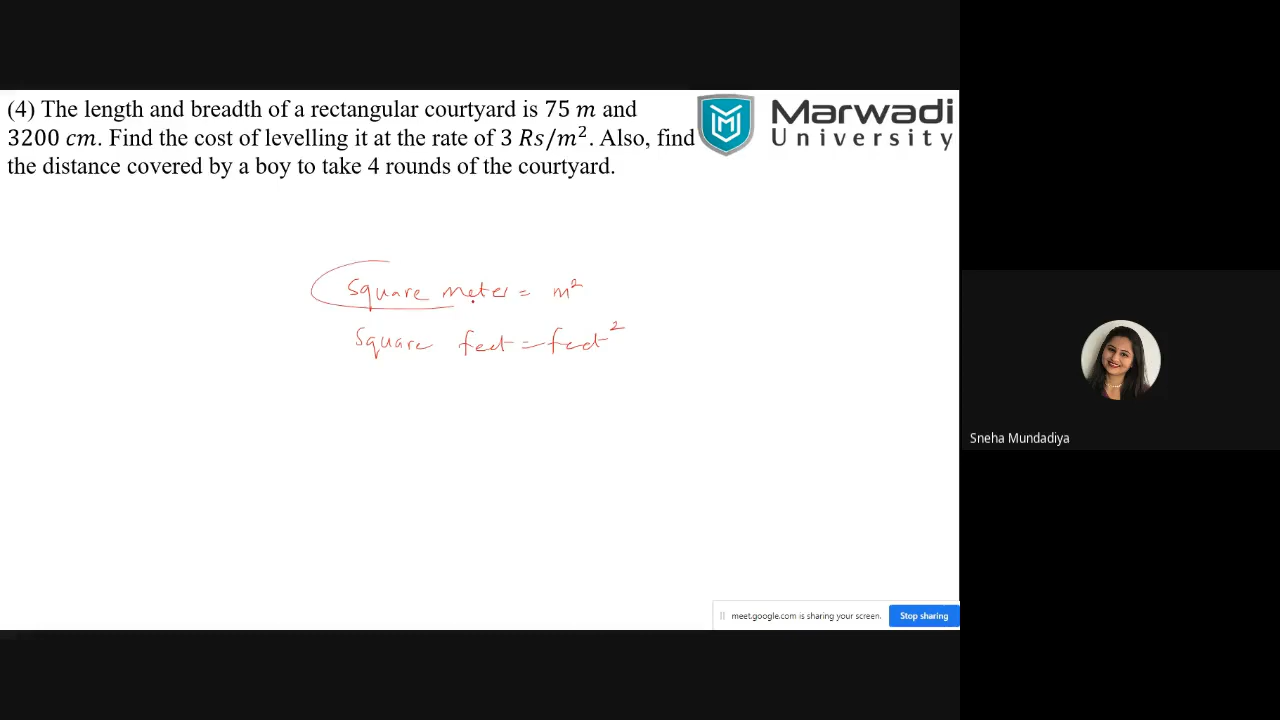 (4) The length and breadth of a rectangular courtyard is 75 m and
3200 cm. Find the cost of levelling it at the rate of 3 Rs/m². Also, find
the distance covered by a boy to take 4 rounds of the courtyard.
Marwadi
University
Square meter = m²
Square feet = feet²
Sneha Mundadiya
meet.google.com is sharing your screen.
Stop sharing